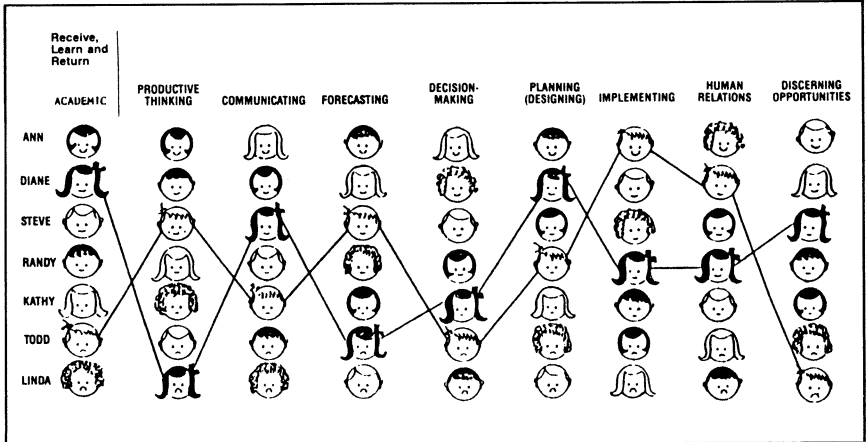 Receive,
Learn and
Return
ACADEMIC
PRODUCTIVE
THINKING
COMMUNICATING
FORECASTING
DECISION-
MAKING
PLANNING
(DESIGNING)
IMPLEMENTING
HUMAN
RELATIONS
DISCERNING
OPPORTUNITIES
ANN
DIANE
STEVE
RANDY
KATHY
TODD
LINDA